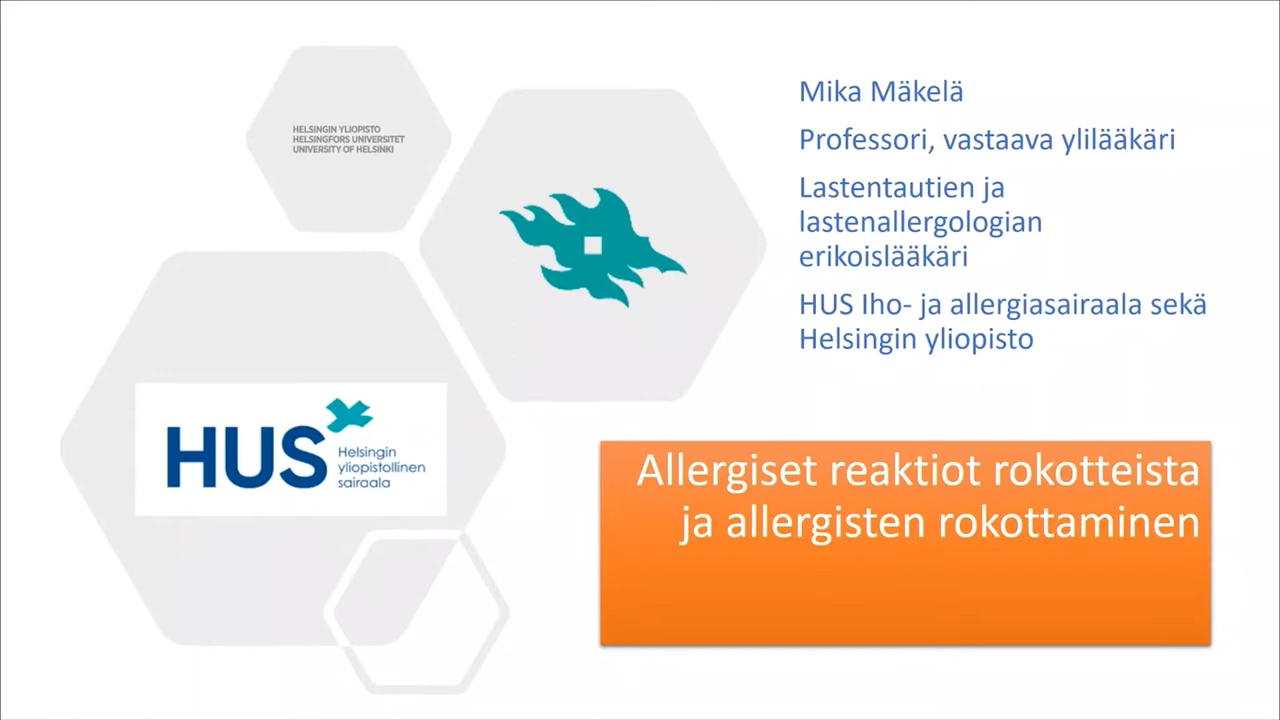 HELSINGIN YLIOPISTO
HELSINGFORS UNIVERSITET
UNIVERSITY OF HELSINKI
Mika Mäkelä
Professori, vastaava ylilääkäri
Lastentautien ja
lastenallergologian
erikoislääkäri
HUS Iho- ja allergiasairaala sekä
Helsingin yliopisto
HUS
Helsingin
yliopistollinen
sairaala
Allergiset reaktiot rokotteista
ja allergisten rokottaminen